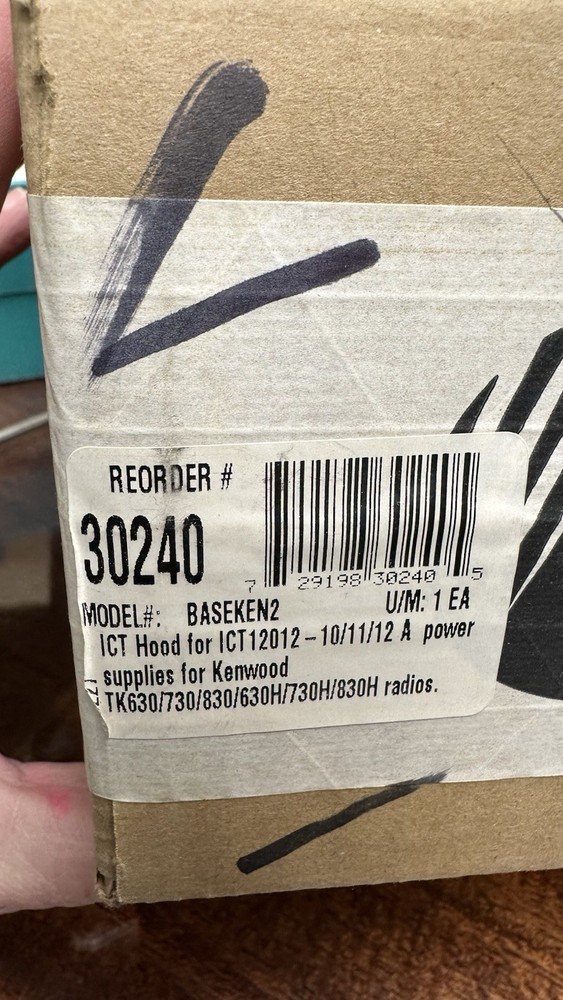 REORDER #
30240
7 29198 30240 5
MODEL#: BASEKEN2 U/M: 1 EA
ICT Hood for ICT12012 - 10/11/12 A power
supplies for Kenwood
TK630/730/830/630H/730H/830H radios.